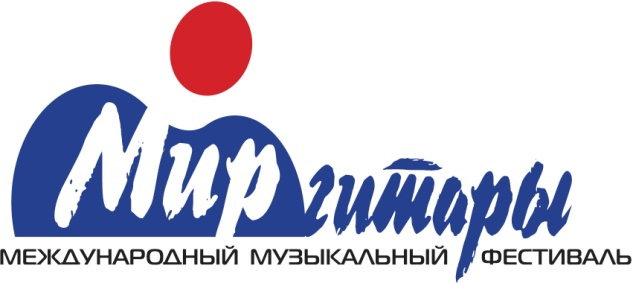 Мир гитары
МЕЖДУНАРОДНЫЙ МУЗЫКАЛЬНЫЙ ФЕСТИВАЛЬ